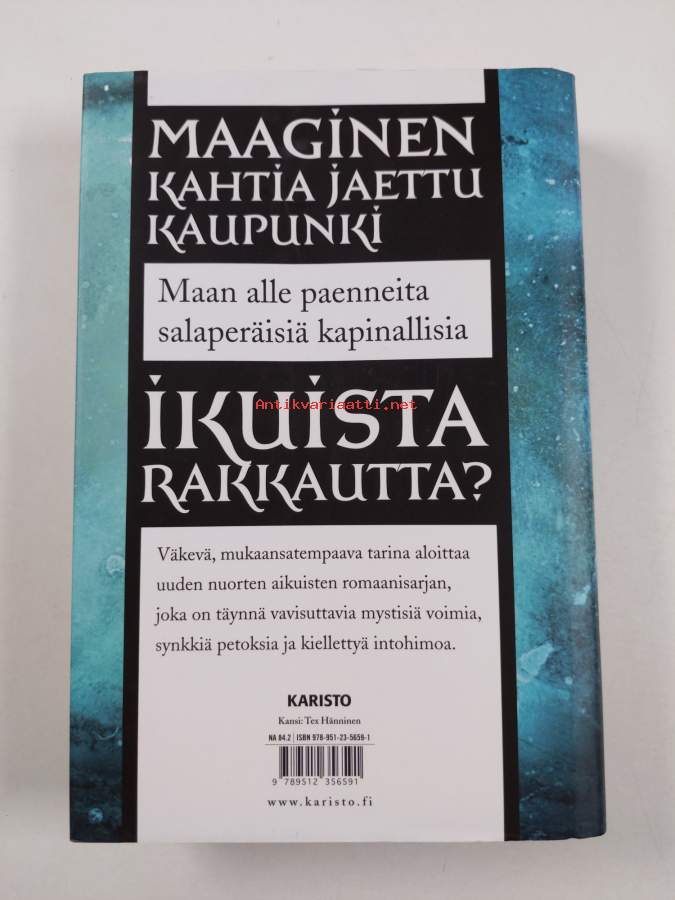 MAAGINEN
KAHTIA JAETTU
KAUPUNKI
Maan alle paenneita
salaperäisiä kapinallisia
IKUISTA
Antikvariaatti.net
RAKKAUTTA?
Väkevä, mukaansatempaava tarina aloittaa
uuden nuorten aikuisten romaanisarjan,
joka on täynnä vavisuttavia mystisiä voimia,
synkkiä petoksia ja kiellettyä intohimoa.
KARISTO
Kansi: Tex Hänninen
NA 84.2 | ISBN 978-951-23-5659-1
9 789512 356591
www.karisto.fi